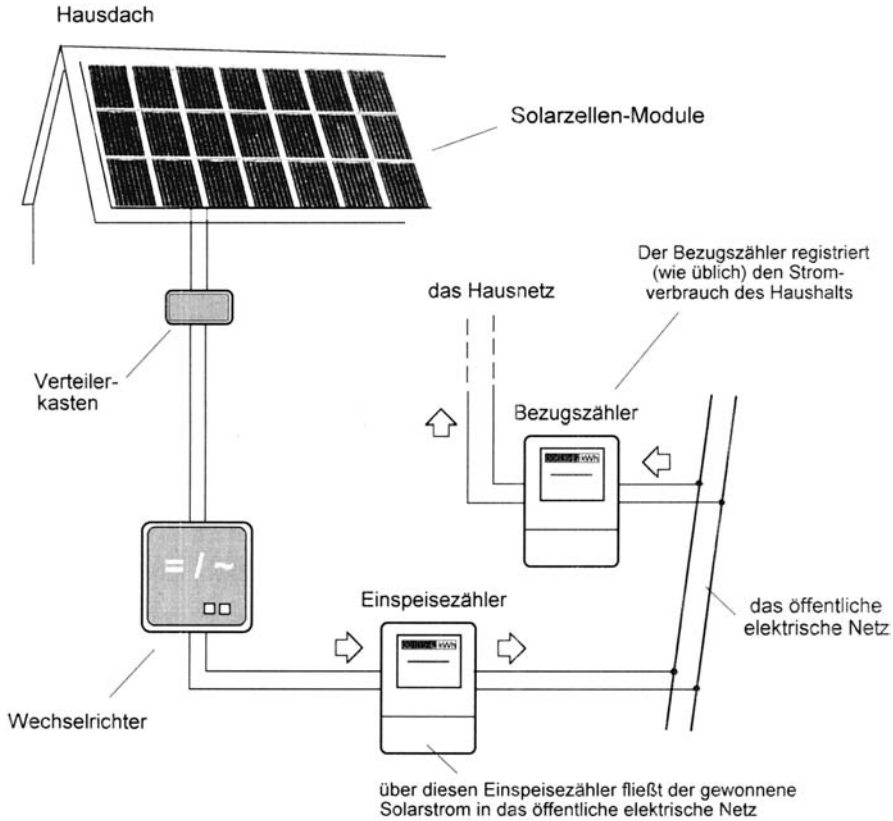 Hausdach
Solarzellen-Module
Der Bezugszähler registriert
(wie üblich) den Strom-
verbrauch des Haushalts
das Hausnetz
Verteiler-
kasten
Bezugszähler
kWh
= / ~
Einspeisezähler
das öffentliche
elektrische Netz
kWh
Wechselrichter
über diesen Einspeisezähler fließt der gewonnene
Solarstrom in das öffentliche elektrische Netz